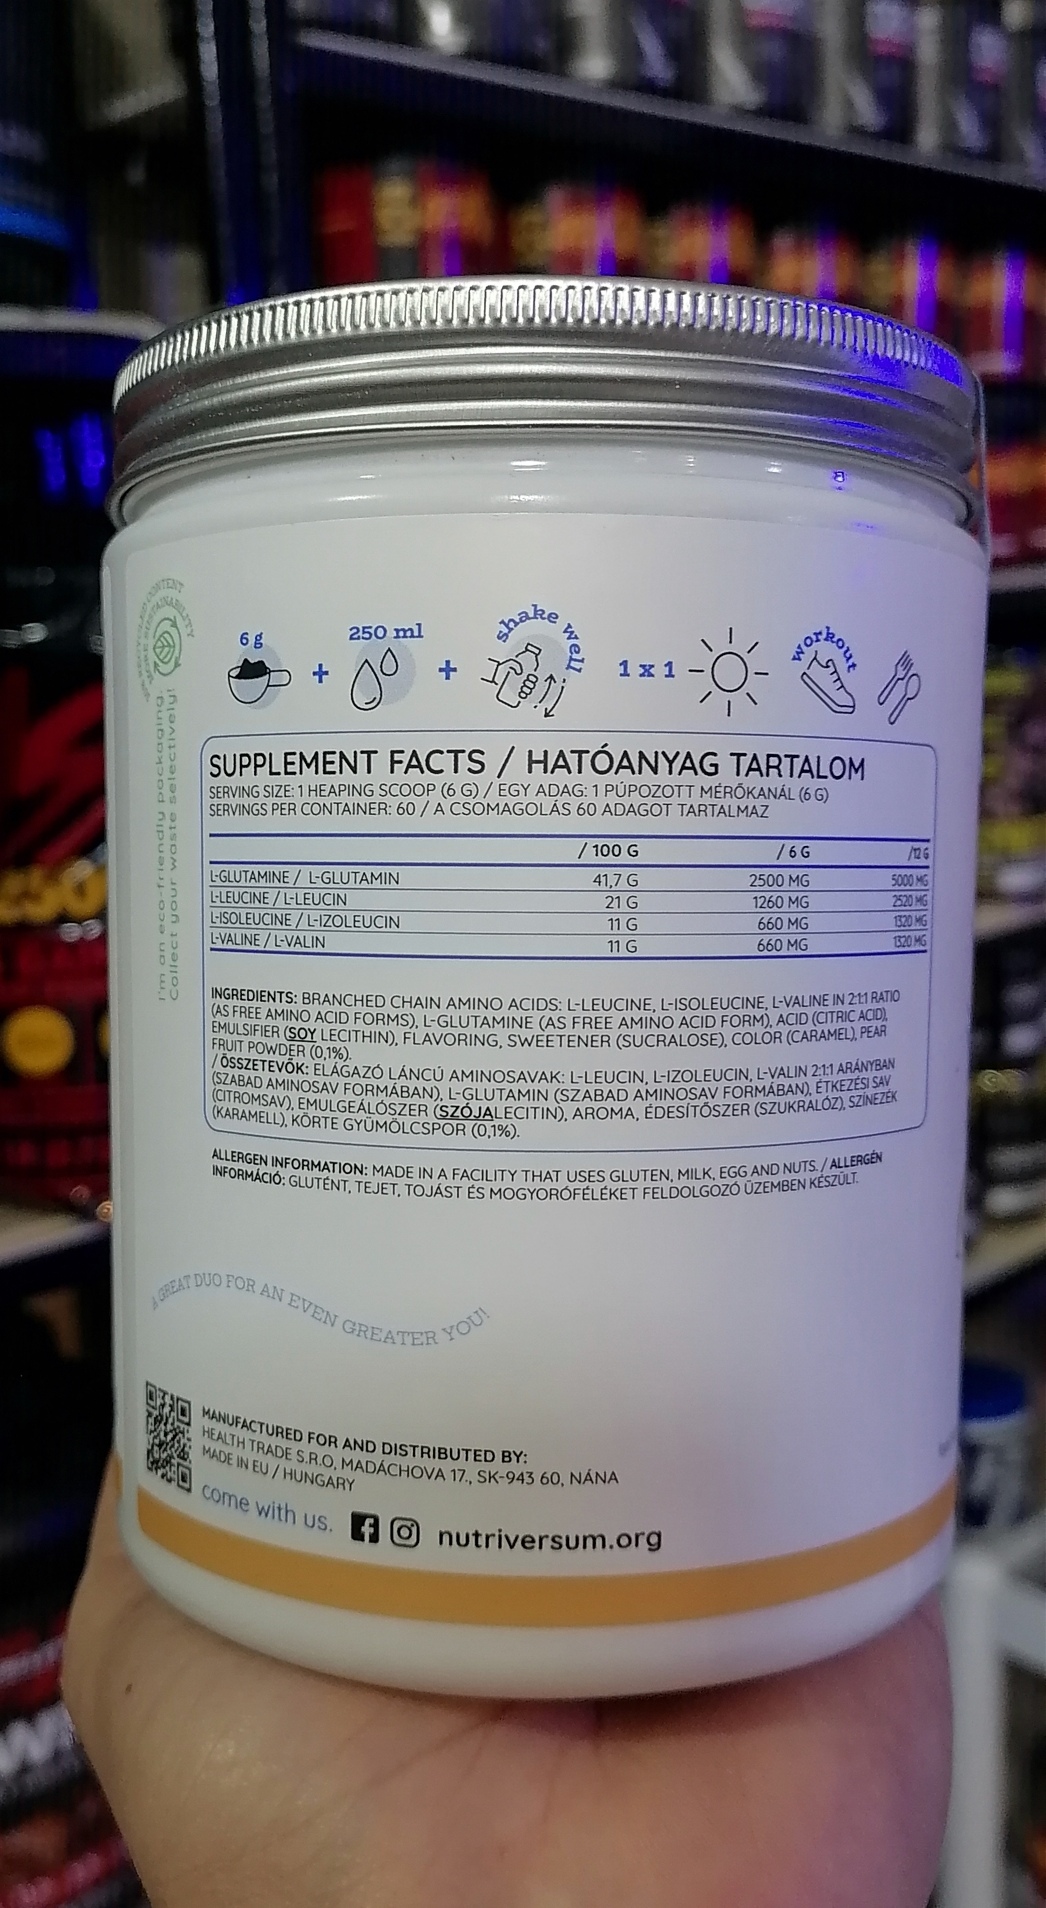 6 g
+
250 ml
+
shake well
1 x 1
workout
I'm an eco-friendly packaging.
Collect your waste selectively!
SUPPLEMENT FACTS / HATÓANYAG TARTALOM
SERVING SIZE: 1 HEAPING SCOOP (6 G) / EGY ADAG: 1 PÚPOZOTT MÉRŐKANÁL (6 G)
SERVINGS PER CONTAINER: 60 / A CSOMAGOLÁS 60 ADAGOT TARTALMAZ
/ 100 G / 6 G /12 G
L-GLUTAMINE / L-GLUTAMIN 41,7 G 2500 MG 5000 MG
L-LEUCINE / L-LEUCIN 21 G 1260 MG 2520 MG
L-ISOLEUCINE / L-IZOLEUCIN 11 G 660 MG 1320 MG
L-VALINE / L-VALIN 11 G 660 MG 1320 MG
INGREDIENTS: BRANCHED CHAIN AMINO ACIDS: L-LEUCINE, L-ISOLEUCINE, L-VALINE IN 2:1:1 RATIO
(AS FREE AMINO ACID FORMS), L-GLUTAMINE (AS FREE AMINO ACID FORM), ACID (CITRIC ACID),
EMULSIFIER (SOY LECITHIN), FLAVORING, SWEETENER (SUCRALOSE), COLOR (CARAMEL), PEAR
FRUIT POWDER (0,1%).
/ ÖSSZETEVŐK: ELÁGAZÓ LÁNCÚ AMINOSAVAK: L-LEUCIN, L-IZOLEUCIN, L-VALIN 2:1:1 ARÁNYBAN
(SZABAD AMINOSAV FORMÁBAN), L-GLUTAMIN (SZABAD AMINOSAV FORMÁBAN), ÉTKEZÉSI SAV
(CITROMSAV), EMULGEÁLÓSZER (SZÓJALECITIN), AROMA, ÉDESÍTŐSZER (SZUKRALÓZ), SZÍNEZÉK
(KARAMELL), KÖRTE GYÜMÖLCSPOR (0,1%).
ALLERGEN INFORMATION: MADE IN A FACILITY THAT USES GLUTEN, MILK, EGG AND NUTS. / ALLERGÉN
INFORMÁCIÓ: GLUTÉNT, TEJET, TOJÁST ÉS MOGYORÓFÉLÉKET FELDOLGOZÓ ÜZEMBEN KÉSZÜLT.
A GREAT DUO FOR AN EVEN GREATER YOU!
MANUFACTURED FOR AND DISTRIBUTED BY:
HEALTH TRADE S.R.O, MADÁCHOVA 17., SK-943 60, NÁNA
MADE IN EU / HUNGARY
come with us.
nutriversum.org